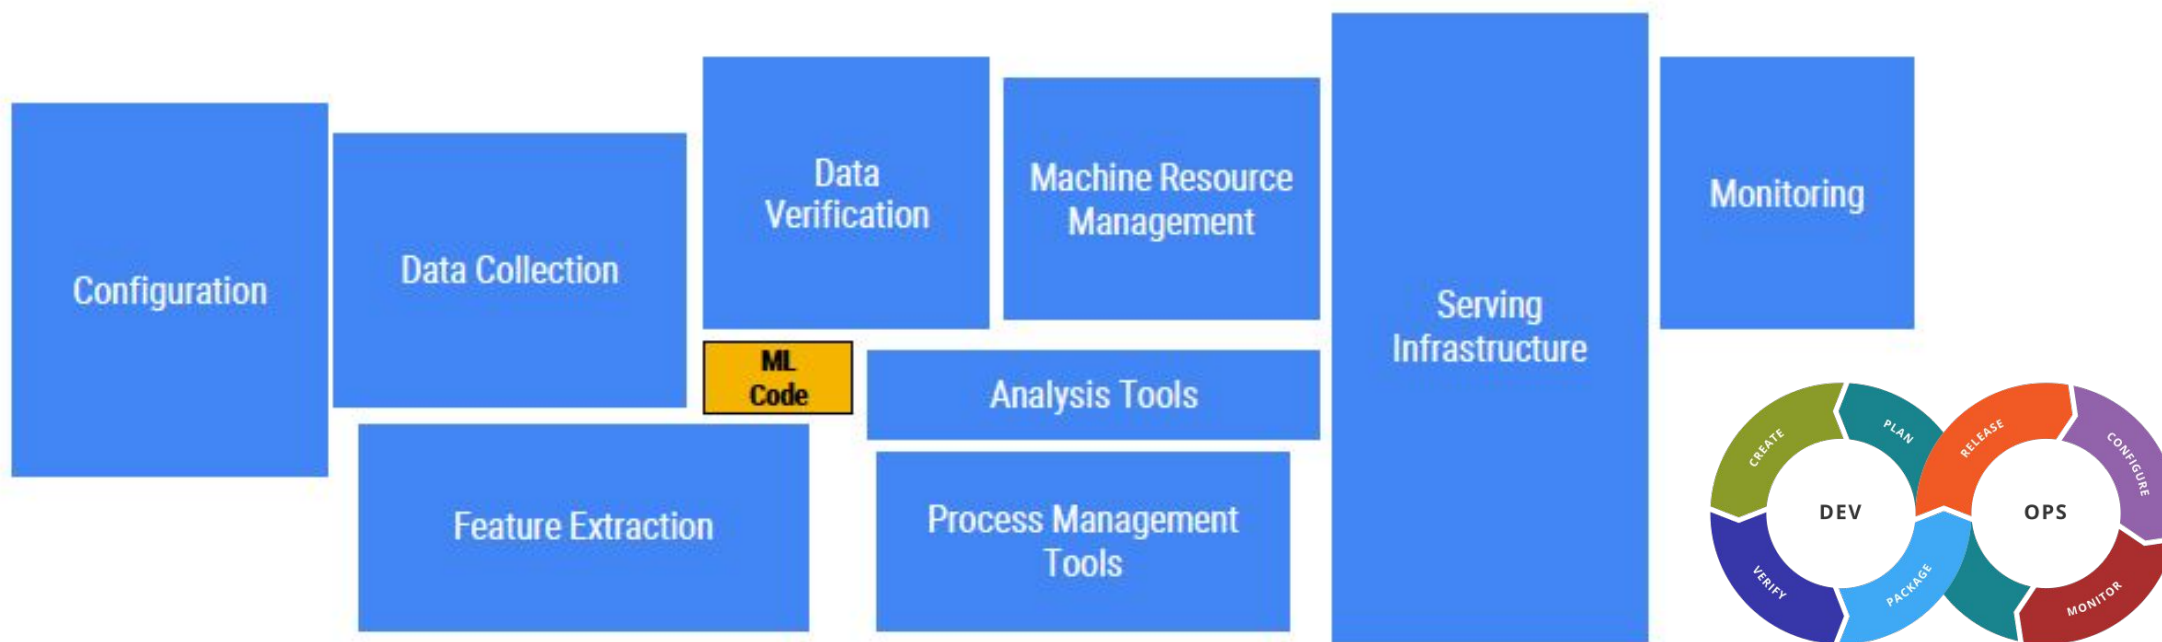 Configuration
Data Collection
Data
Verification
Machine Resource
Management
Serving
Infrastructure
Monitoring
ML
Code
Analysis Tools
Feature Extraction
Process Management
Tools
CREATE
PLAN
RELEASE
CONFIGURE
DEV
OPS
VERIFY
PACKAGE
MONITOR